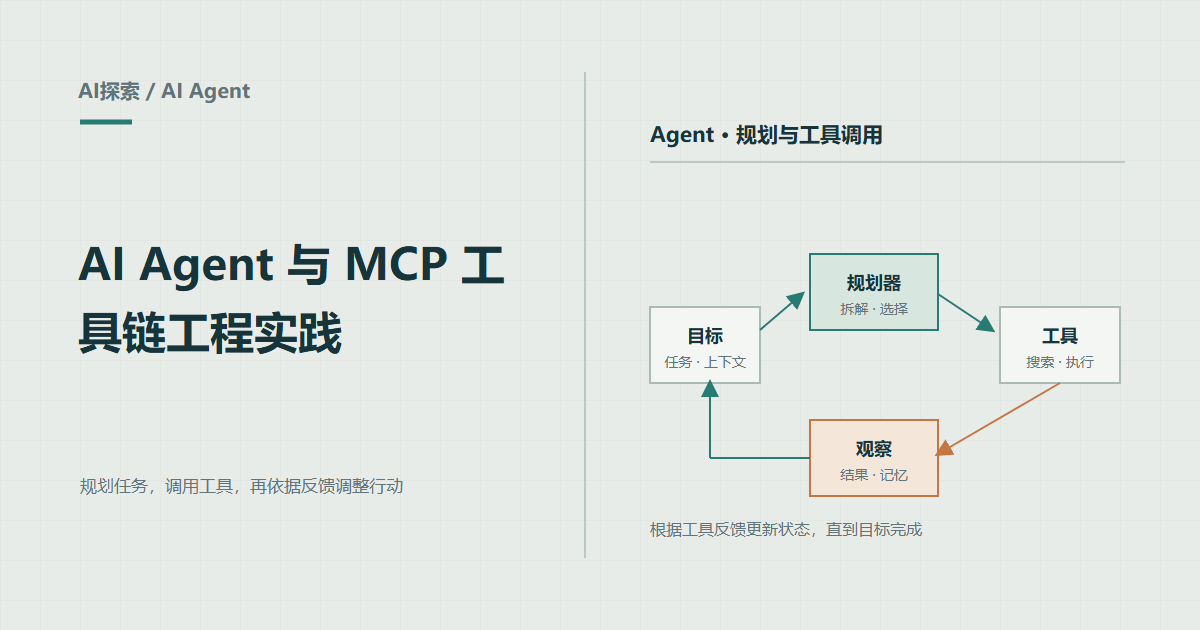 AI探索 / AI Agent
AI Agent 与 MCP 工
具链工程实践
规划任务，调用工具，再依据反馈调整行动
Agent · 规划与工具调用
目标
任务 · 上下文
规划器
拆解 · 选择
工具
搜索 · 执行
观察
结果 · 记忆
根据工具反馈更新状态，直到目标完成